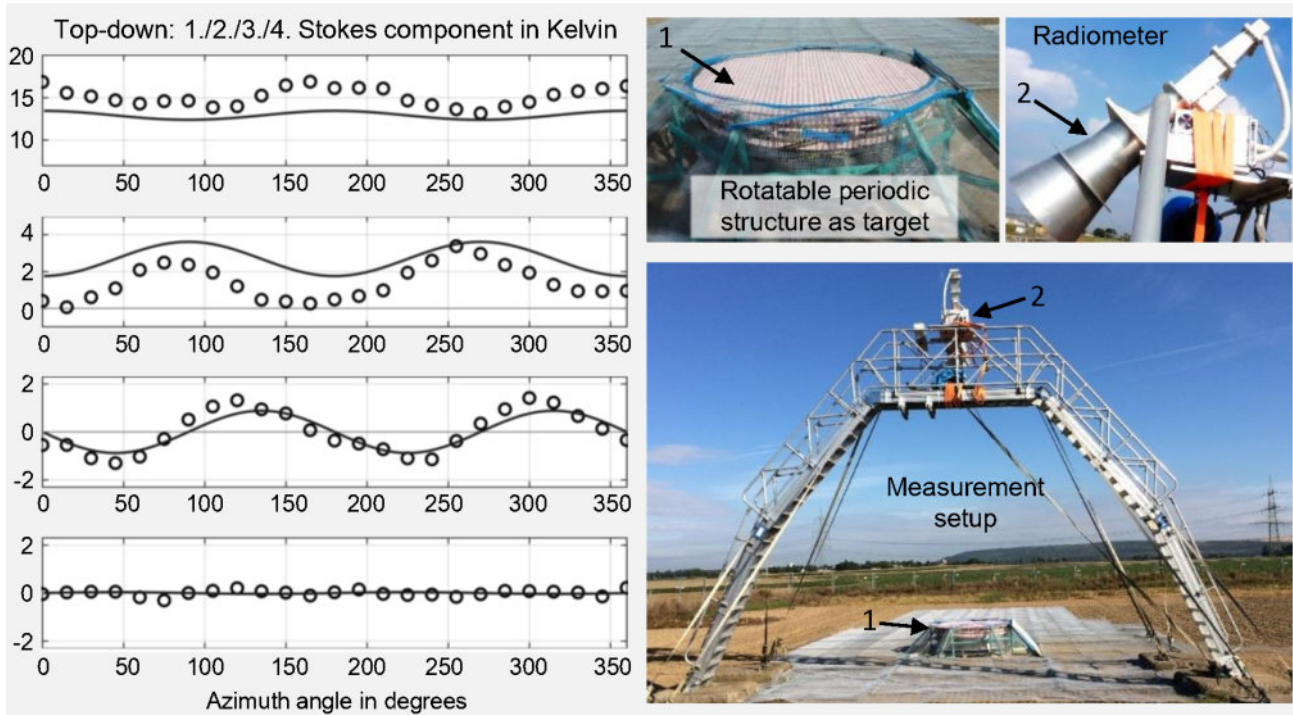 Top-down: 1./2./3./4. Stokes component in Kelvin
20
15
10
0 50 100 150 200 250 300 350
4
2
0
0 50 100 150 200 250 300 350
2
0
-2
0 50 100 150 200 250 300 350
2
0
-2
0 50 100 150 200 250 300 350
Azimuth angle in degrees
1
Rotatable periodic
structure as target
Radiometer
2
2
Measurement
setup
1